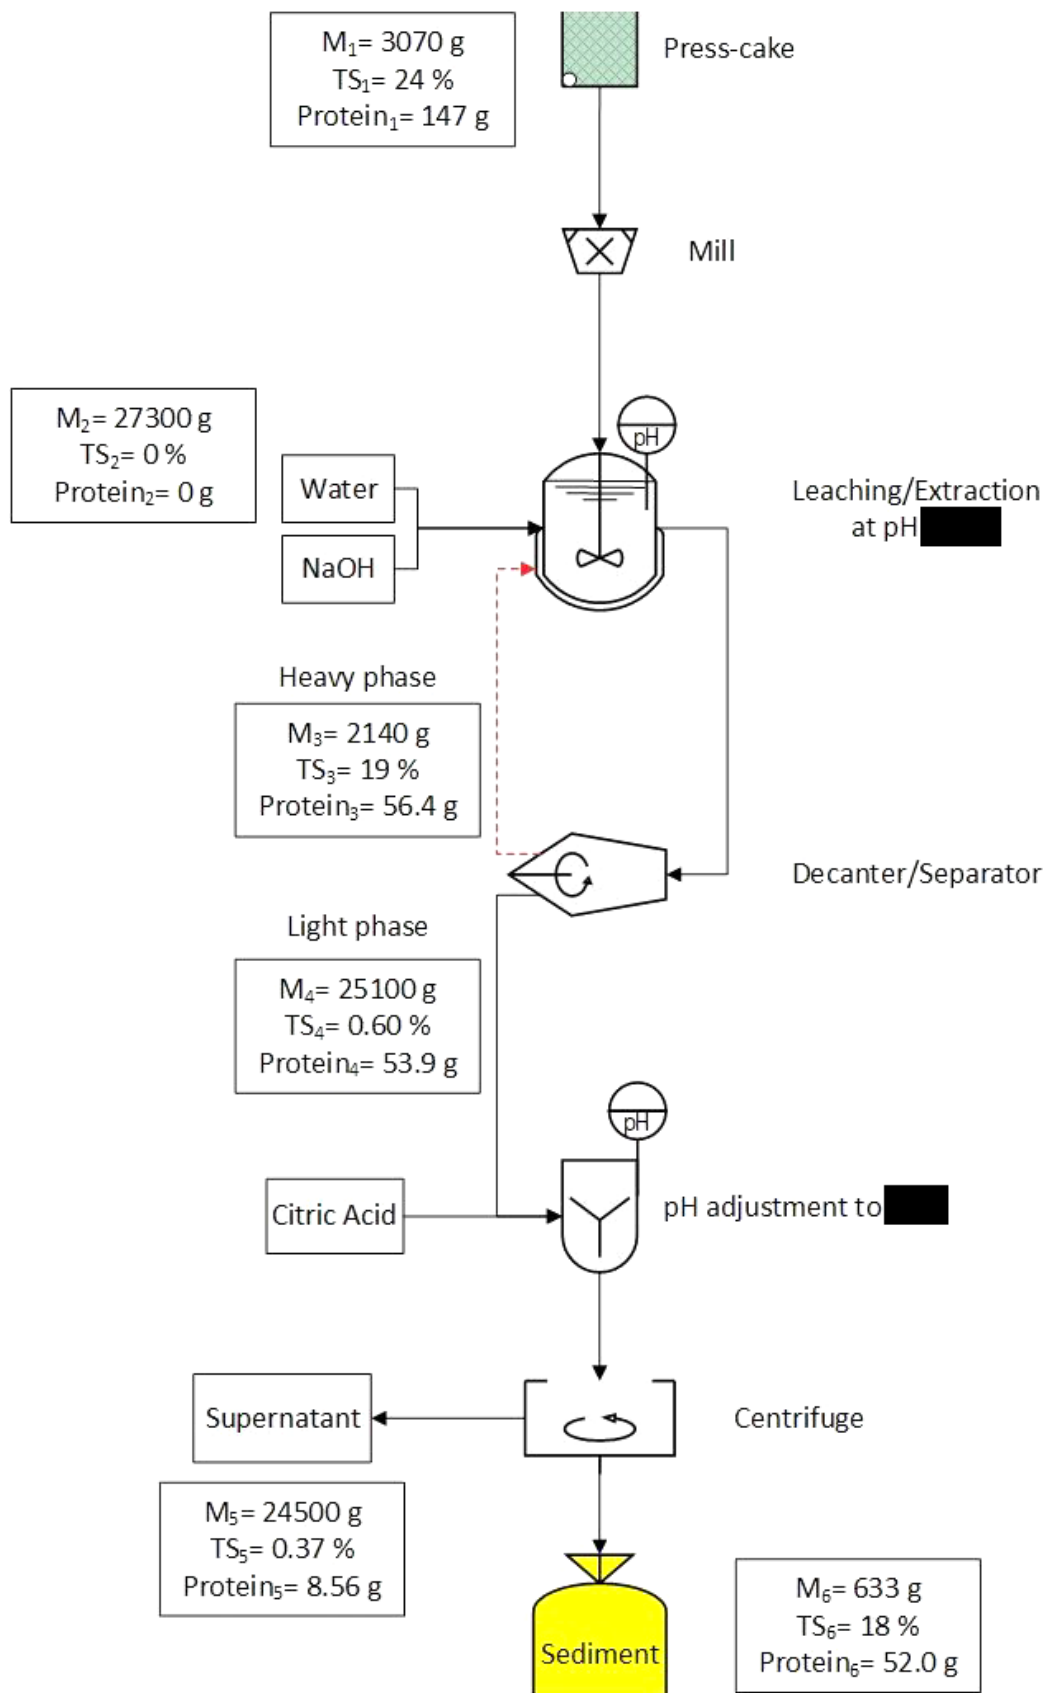 M₁= 3070 g
TS₁= 24 %
Protein₁= 147 g
Press-cake
Mill
M₂= 27300 g
TS₂= 0 %
Protein₂= 0 g
pH
Water
NaOH
Leaching/Extraction
at pH
Heavy phase
M₃= 2140 g
TS₃= 19 %
Protein₃= 56.4 g
Decanter/Separator
Light phase
M₄= 25100 g
TS₄= 0.60 %
Protein₄= 53.9 g
pH
Citric Acid
pH adjustment to
Supernatant
Centrifuge
M₅= 24500 g
TS₅= 0.37 %
Protein₅= 8.56 g
Sediment
M₆= 633 g
TS₆= 18 %
Protein₆= 52.0 g